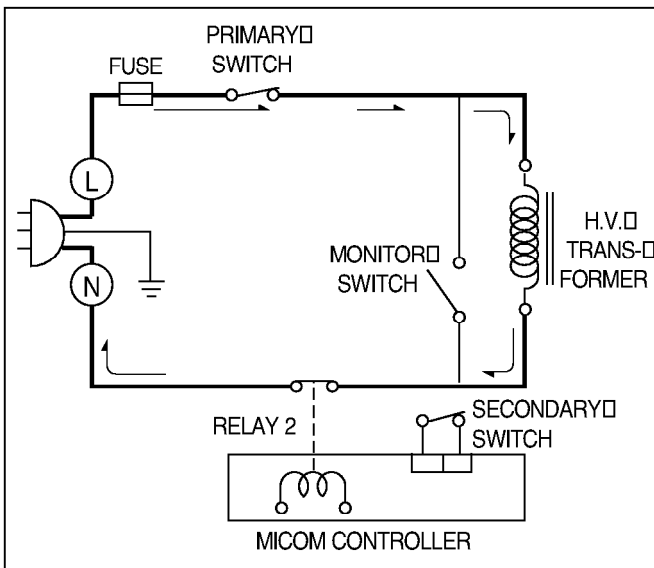 PRIMARY□
SWITCH
FUSE
L
H.V.□
TRANS-□
FORMER
MONITOR□
SWITCH
N
SECONDARY□
SWITCH
RELAY 2
MICOM CONTROLLER